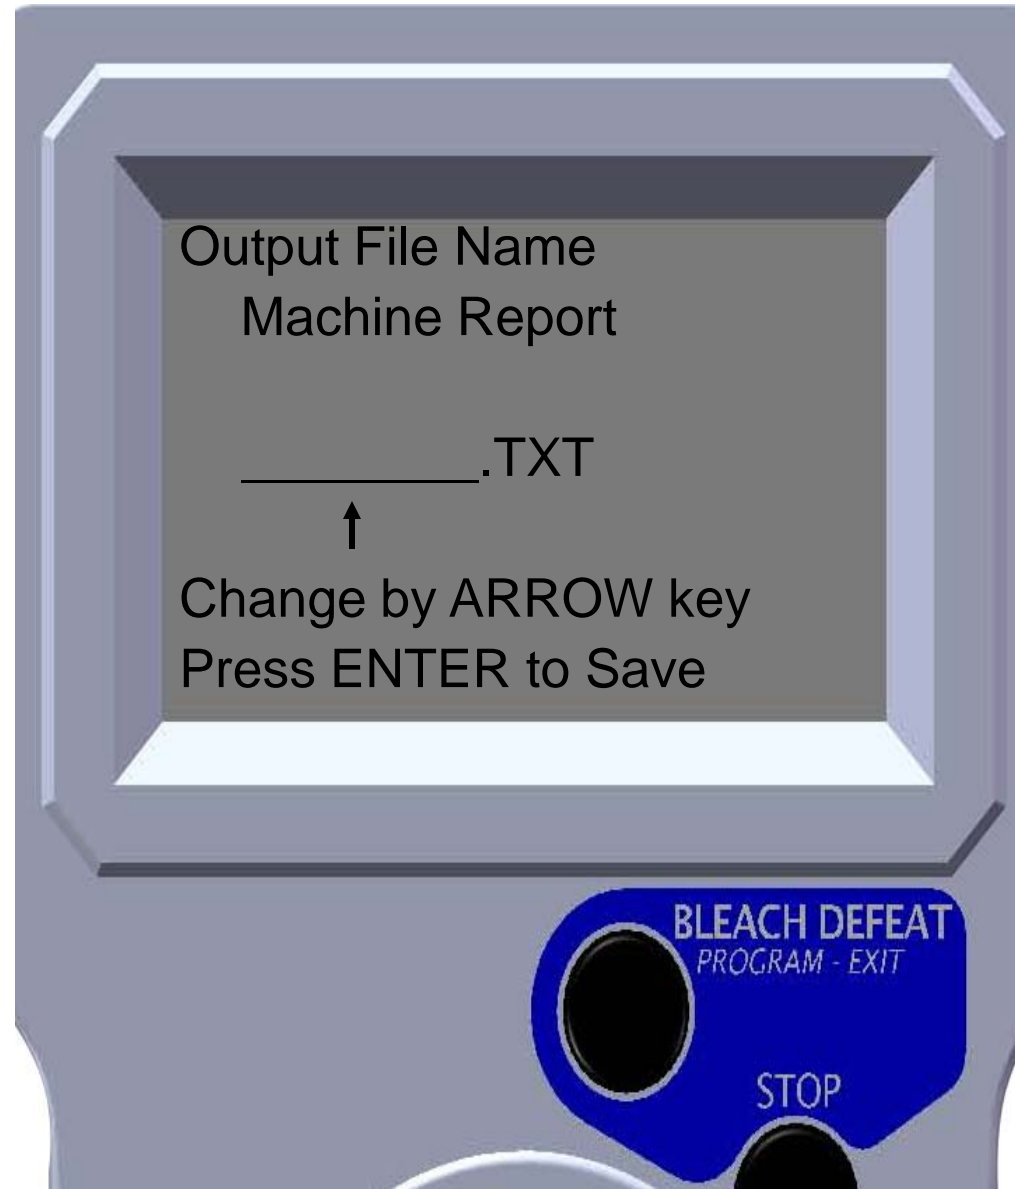 Output File Name
Machine Report
________.TXT
Change by ARROW key
Press ENTER to Save
BLEACH DEFEAT
PROGRAM - EXIT
STOP